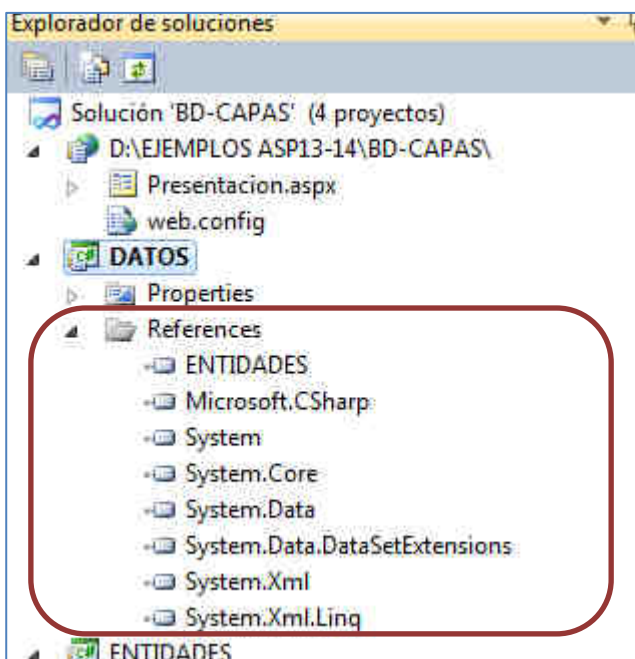 Explorador de soluciones
Solución 'BD-CAPAS' (4 proyectos)
D:\EJEMPLOS ASP13-14\BD-CAPAS\
Presentacion.aspx
web.config
DATOS
Properties
References
ENTIDADES
Microsoft.CSharp
System
System.Core
System.Data
System.Data.DataSetExtensions
System.Xml
System.Xml.Linq
ENTIDADES